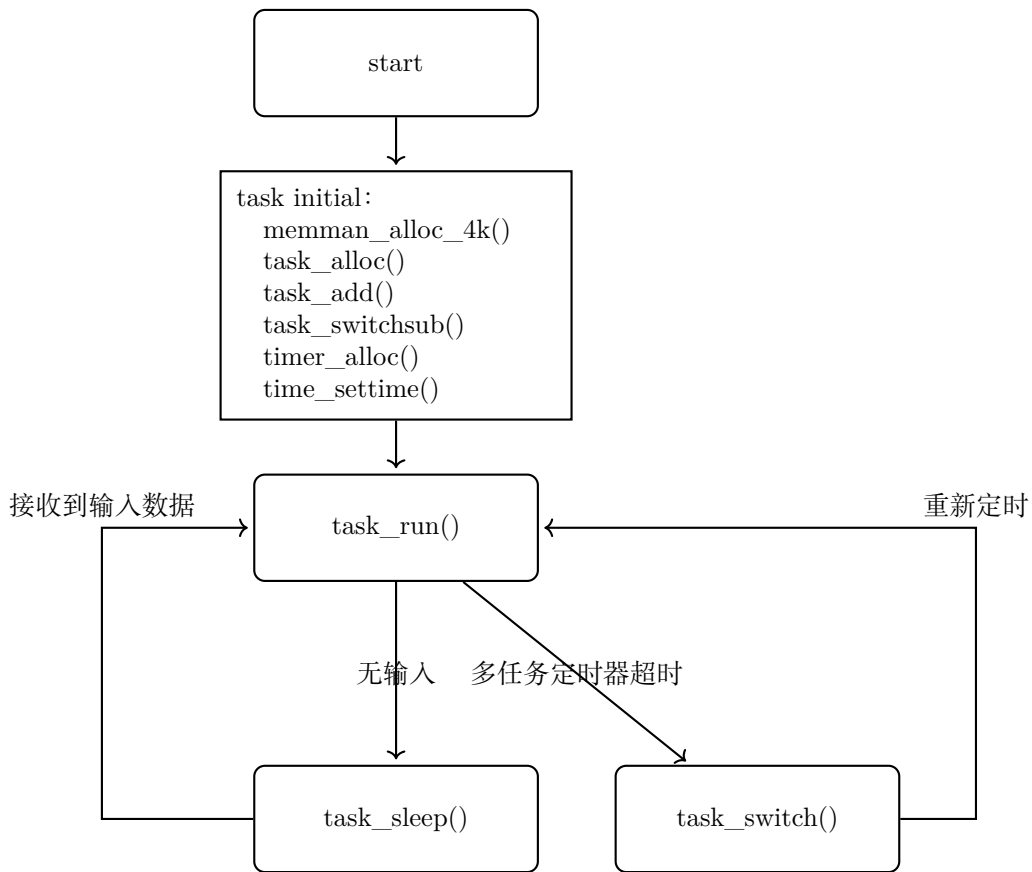 start
task initial：
memman_alloc_4k()
task_alloc()
task_add()
task_switchsub()
timer_alloc()
time_settime()
接收到输入数据
task_run()
重新定时
无输入
多任务定时器超时
task_sleep()
task_switch()